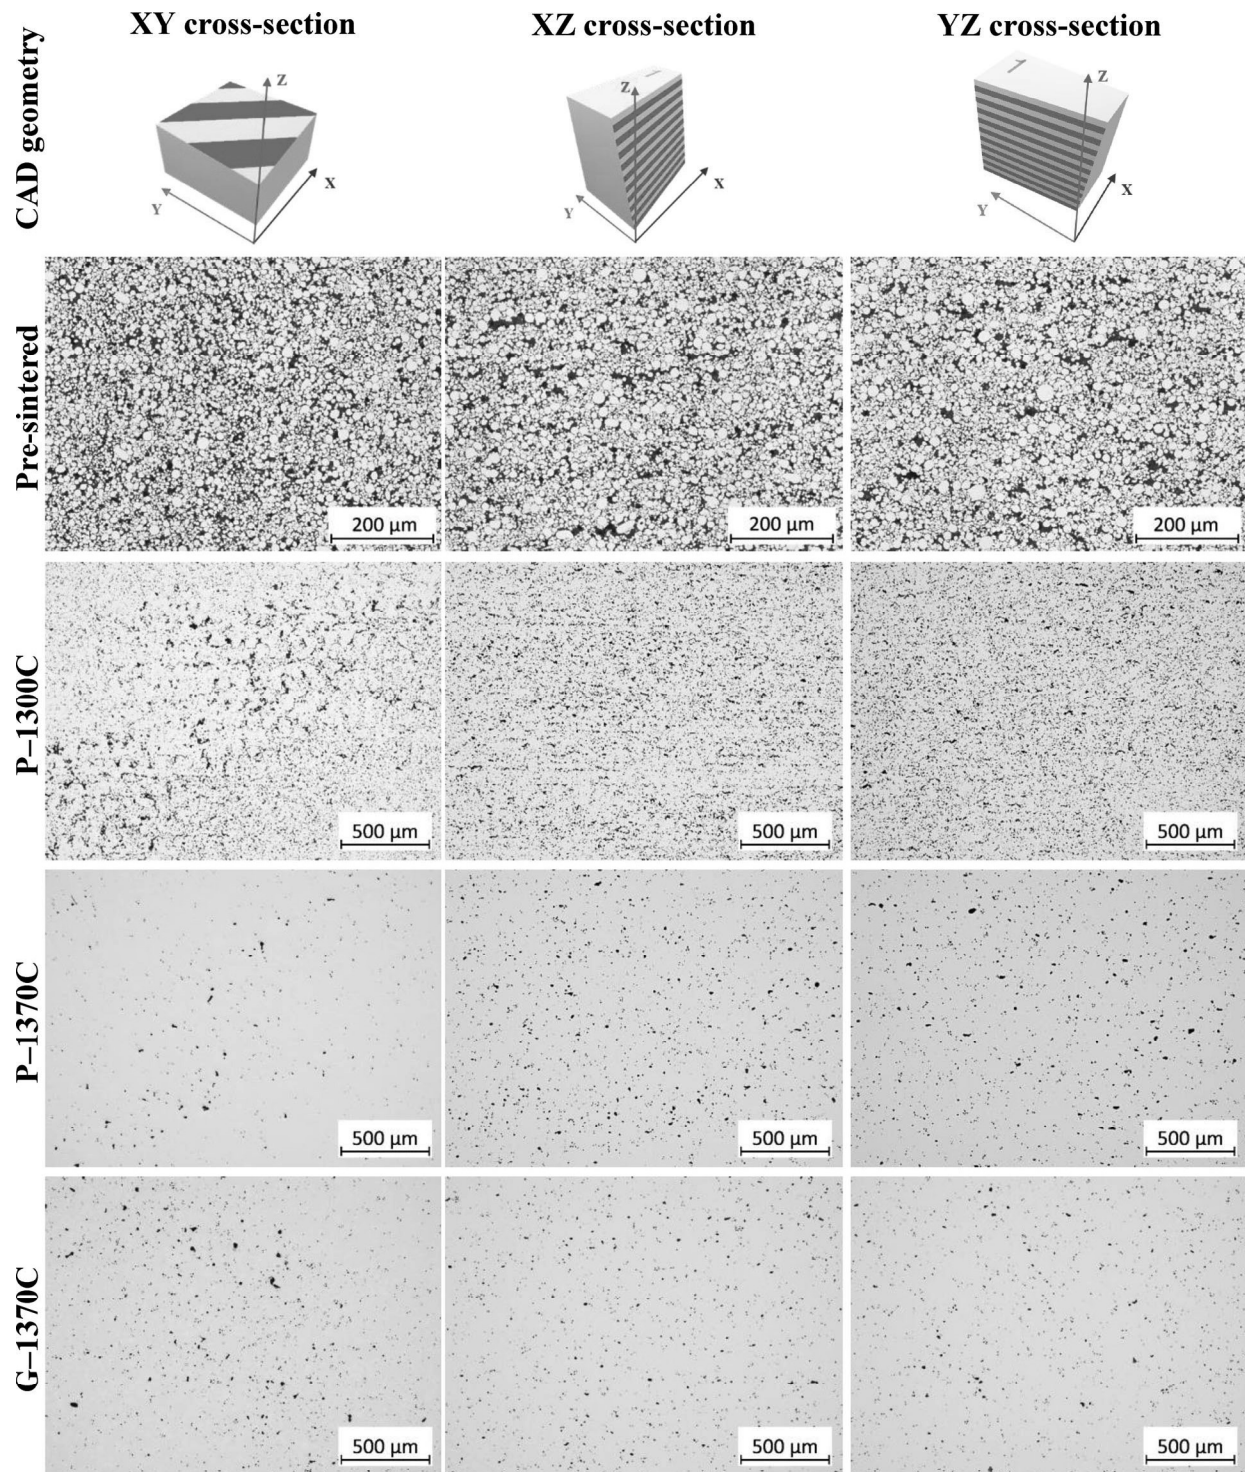 XY cross-section
XZ cross-section
YZ cross-section
CAD geometry
Z
X
Y
1
Z
X
Y
1
Z
X
Y
Pre-sintered
200 µm
200 µm
200 µm
P–1300C
500 µm
500 µm
500 µm
P–1370C
500 µm
500 µm
500 µm
G–1370C
500 µm
500 µm
500 µm